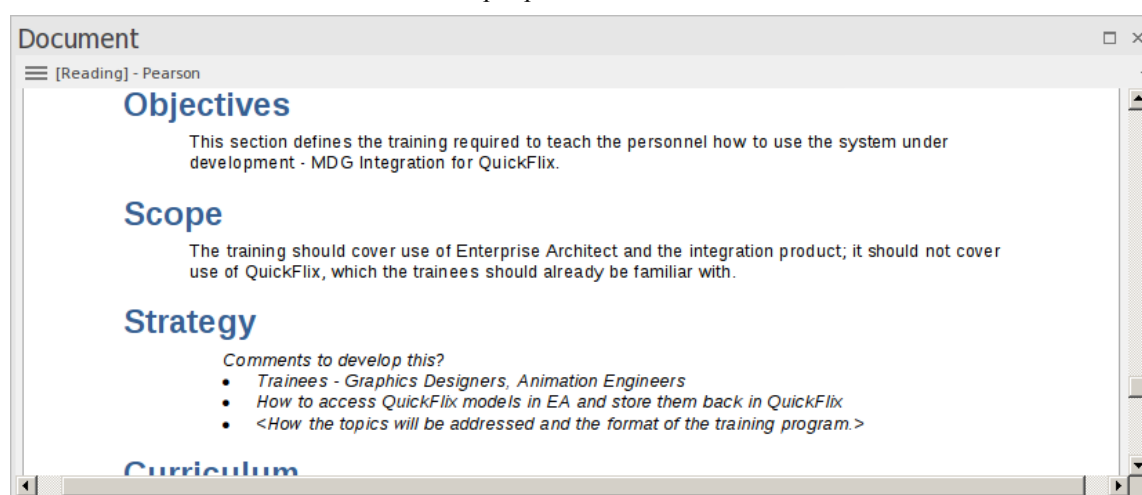 Document
[Reading] - Pearson
Objectives
This section defines the training required to teach the personnel how to use the system under
development - MDG Integration for QuickFlix.
Scope
The training should cover use of Enterprise Architect and the integration product; it should not cover
use of QuickFlix, which the trainees should already be familiar with.
Strategy
Comments to develop this?
• Trainees - Graphics Designers, Animation Engineers
• How to access QuickFlix models in EA and store them back in QuickFlix
• <How the topics will be addressed and the format of the training program.>
Curriculum